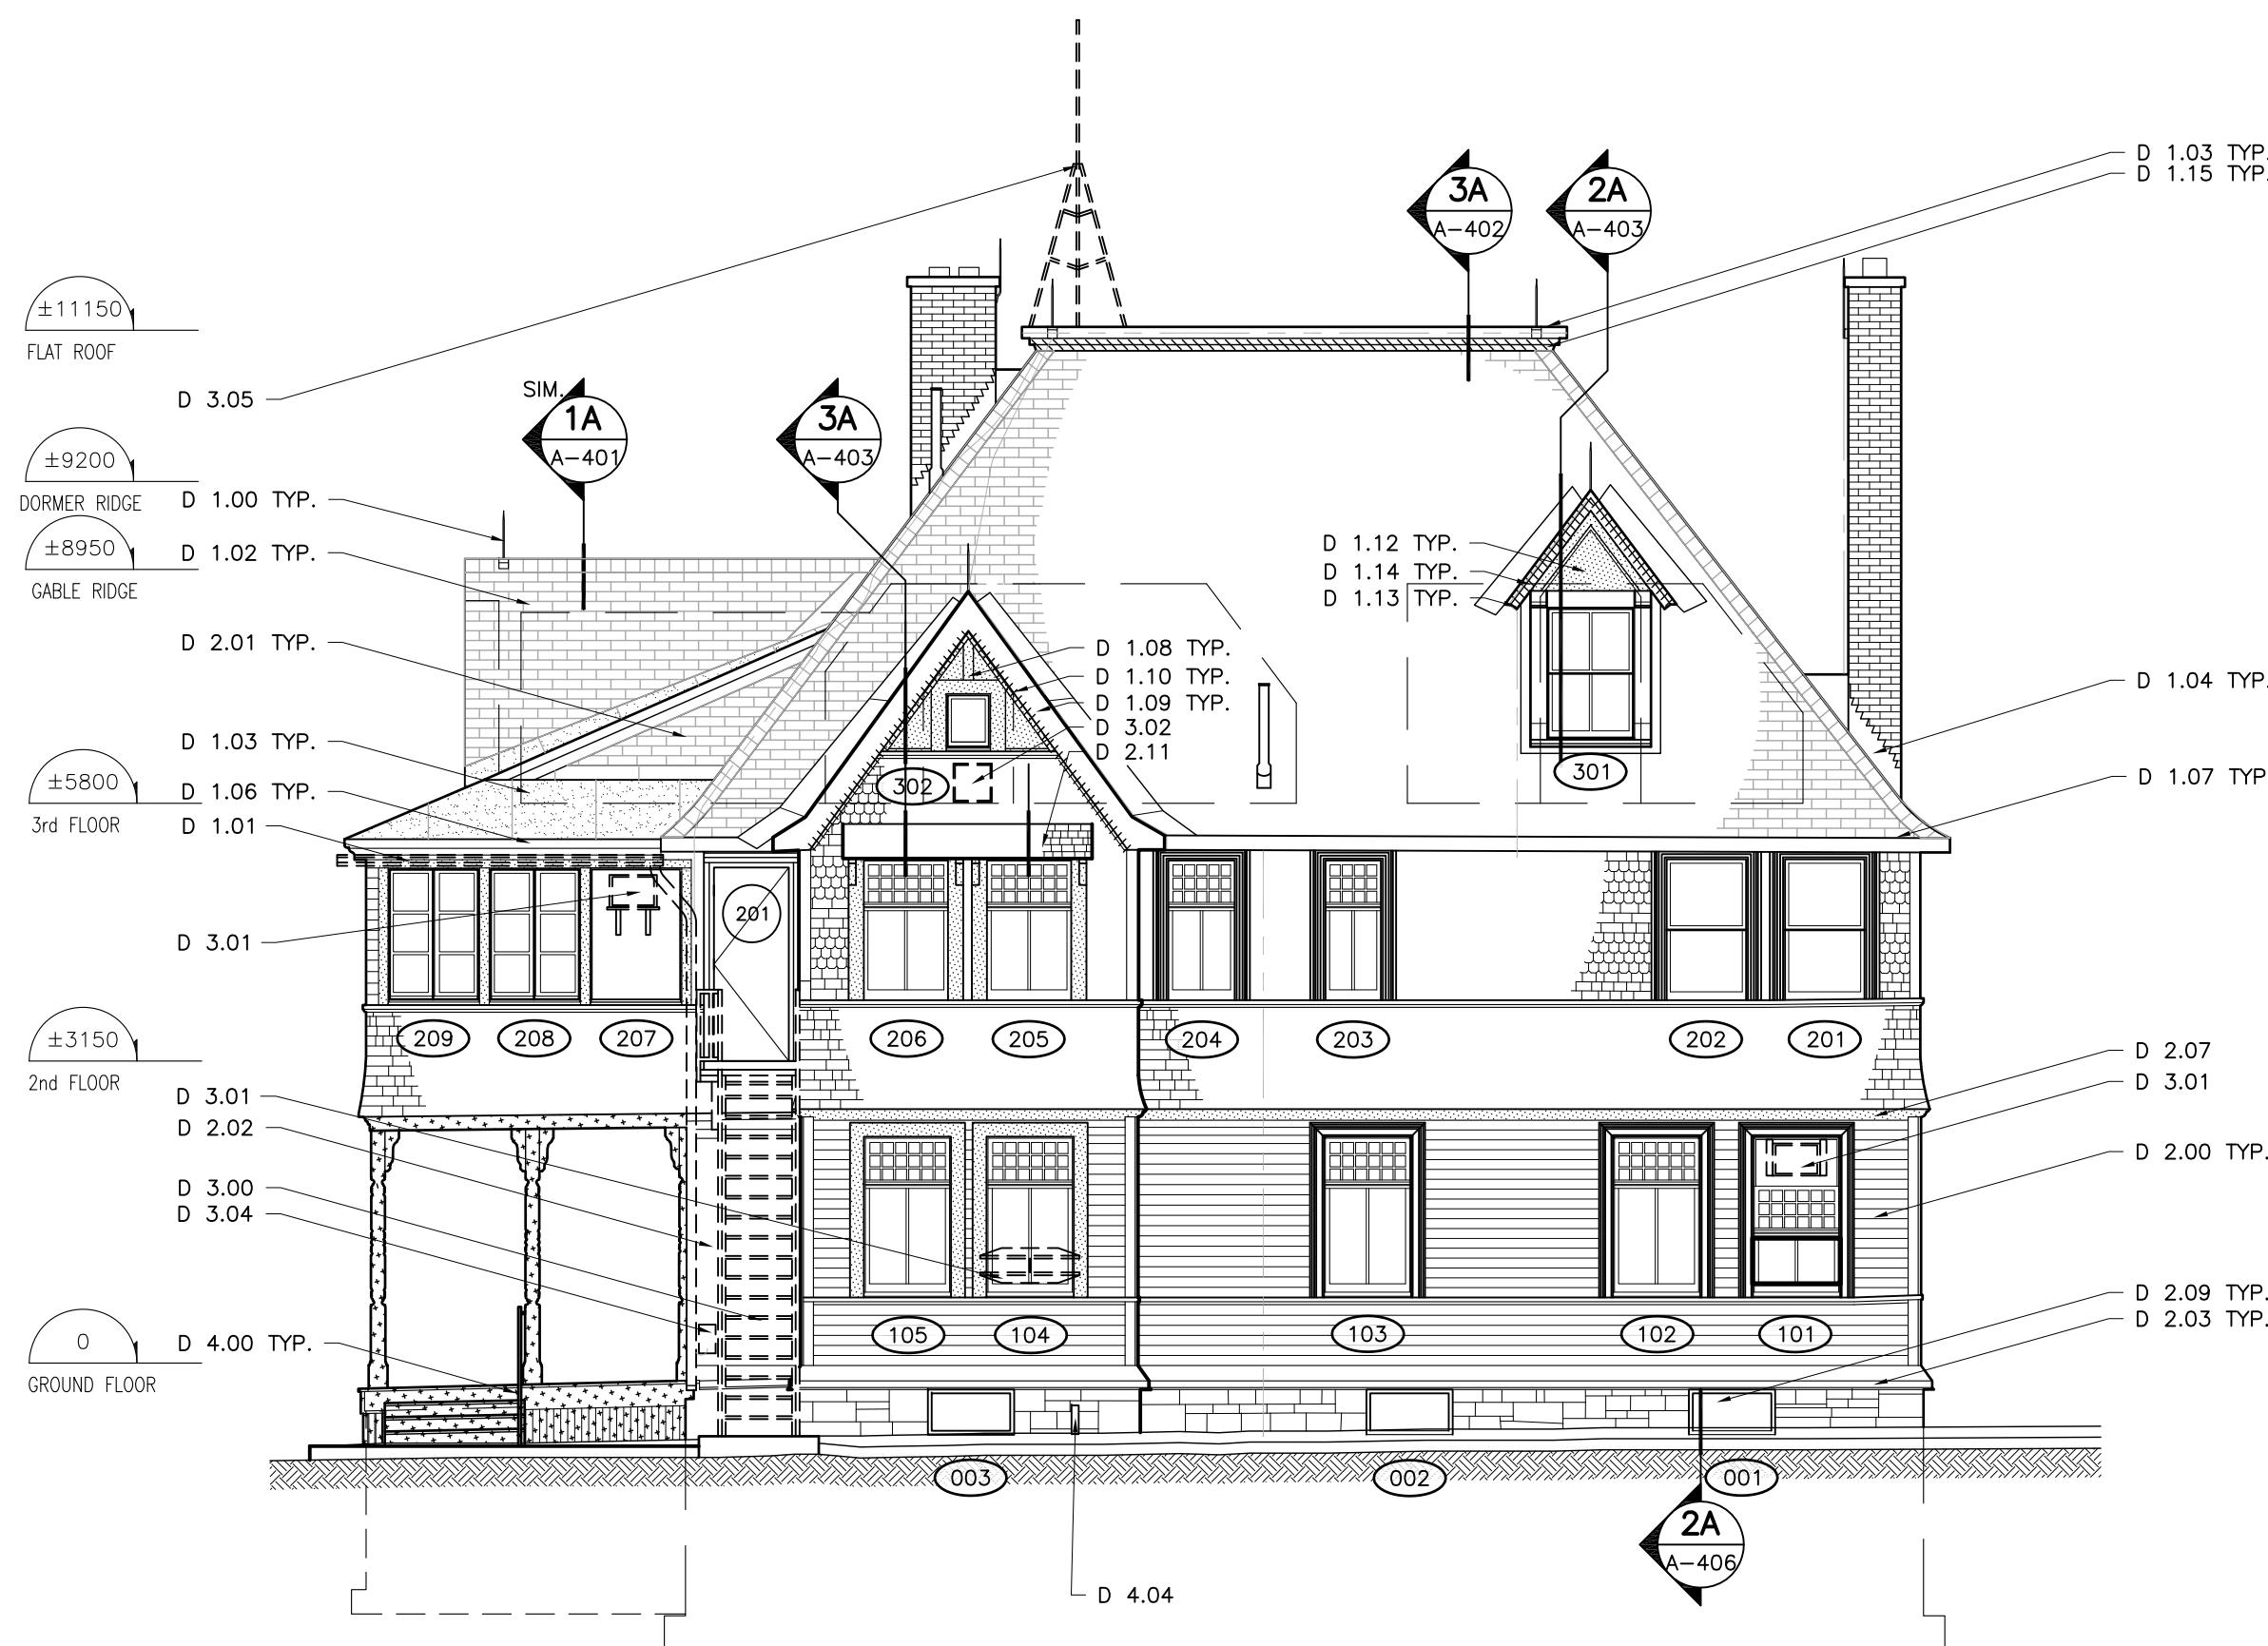 D 1.03 TYP.
D 1.15 TYP.
3A
A-402
2A
A-403
±11150
FLAT ROOF
D 3.05
SIM.
1A
A-401
3A
A-403
±9200
DORMER RIDGE
D 1.00 TYP.
±8950
GABLE RIDGE
D 1.02 TYP.
D 1.12 TYP.
D 1.14 TYP.
D 1.13 TYP.
D 2.01 TYP.
D 1.08 TYP.
D 1.10 TYP.
D 1.09 TYP.
D 3.02
D 2.11
D 1.04 TYP.
D 1.03 TYP.
±5800
3rd FLOOR
D 1.06 TYP.
D 1.01
302
301
D 1.07 TYP
D 3.01
201
209
208
207
206
205
204
203
202
201
±3150
2nd FLOOR
D 2.07
D 3.01
D 3.01
D 2.02
D 2.00 TYP.
D 3.00
D 3.04
D 2.09 TYP.
D 2.03 TYP.
0
GROUND FLOOR
D 4.00 TYP.
105
104
103
102
101
003
002
001
2A
A-406
D 4.04